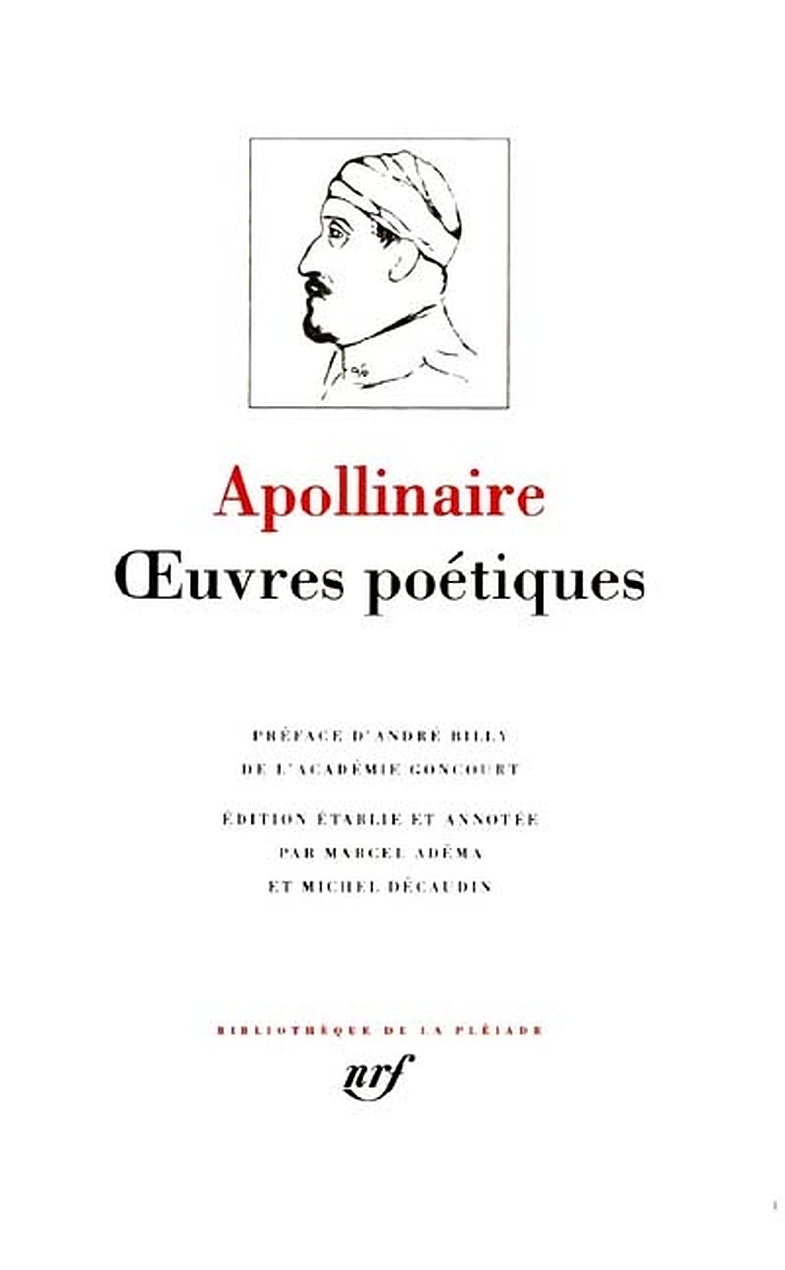 Apollinaire
Œuvres poétiques
PRÉFACE D'ANDRÉ BILLY
DE L'ACADÉMIE GONCOURT
ÉDITION ÉTABLIE ET ANNOTÉE
PAR MARCEL ADÉMA
ET MICHEL DÉCAUDIN
BIBLIOTHÈQUE DE LA PLÉIADE
nrf